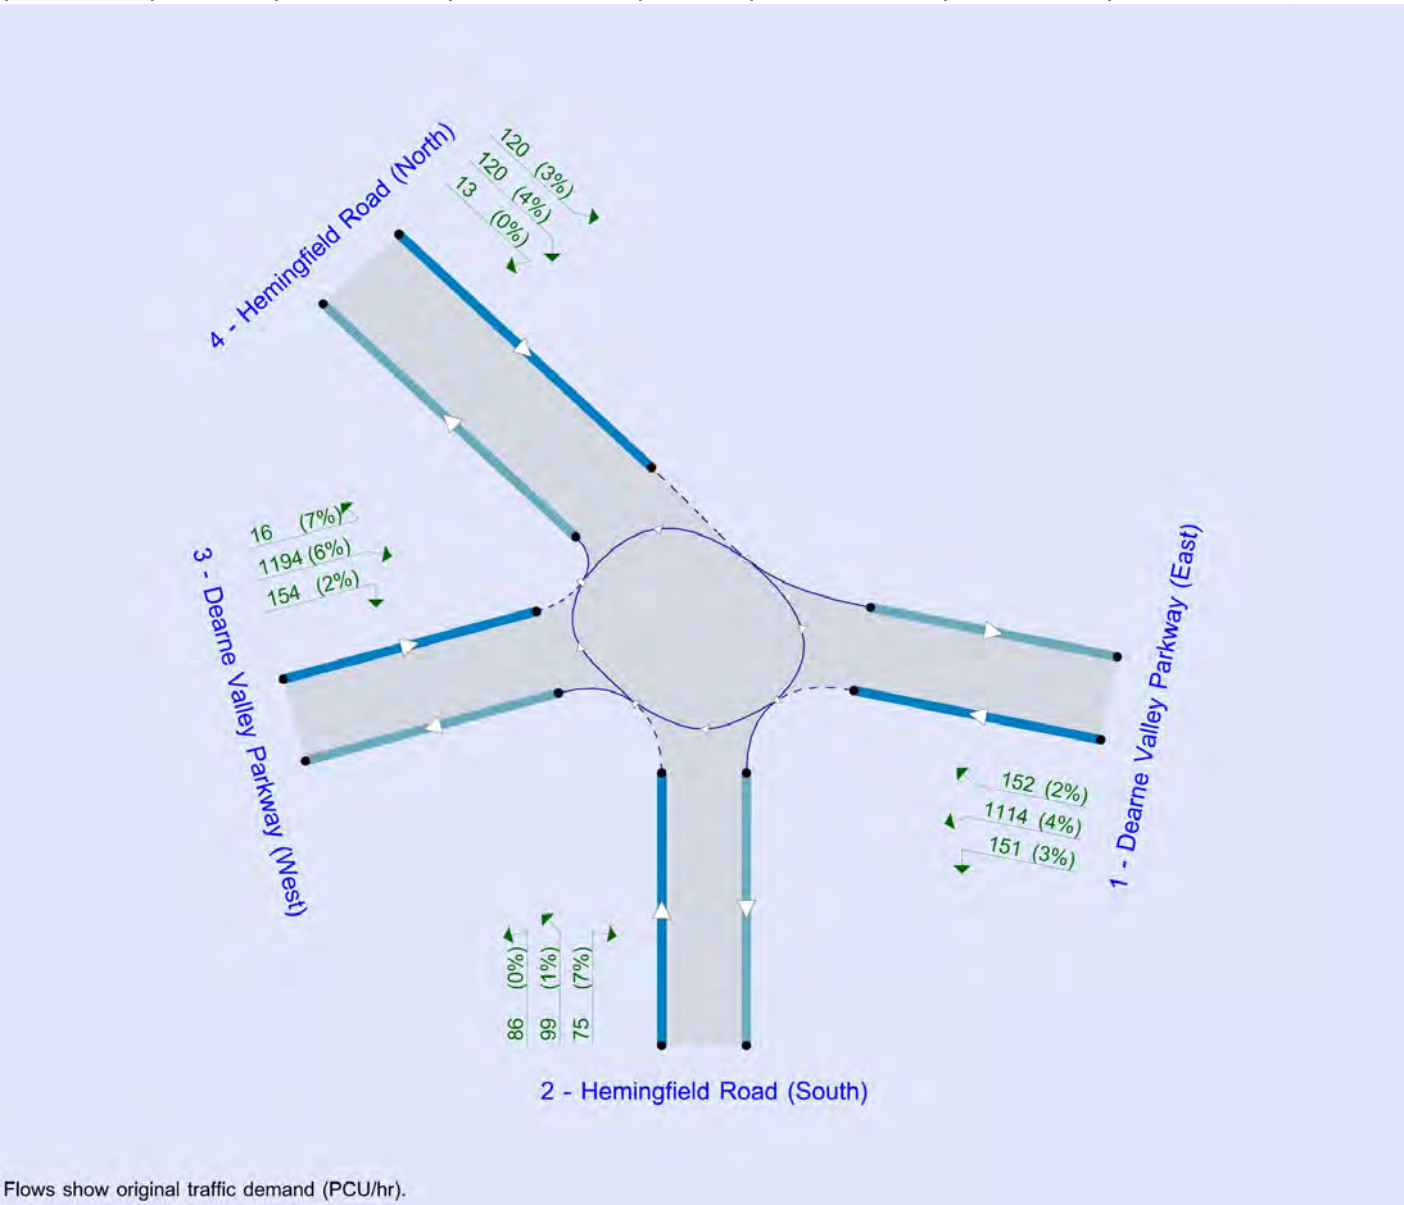 120 (3%)
120 (4%)
13 (0%)
4 - Hemingfield Road (North)
16 (7%)
1194 (6%)
154 (2%)
3 - Dearne Valley Parkway (West)
1 - Dearne Valley Parkway (East)
152 (2%)
1114 (4%)
151 (3%)
86 (0%)
99 (1%)
75 (7%)
2 - Hemingfield Road (South)
Flows show original traffic demand (PCU/hr).